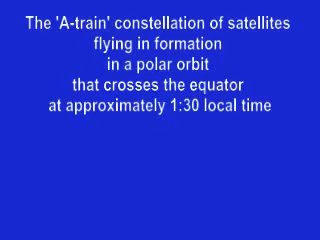 The 'A-train' constellation of satellites
flying in formation
in a polar orbit
that crosses the equator
at approximately 1:30 local time